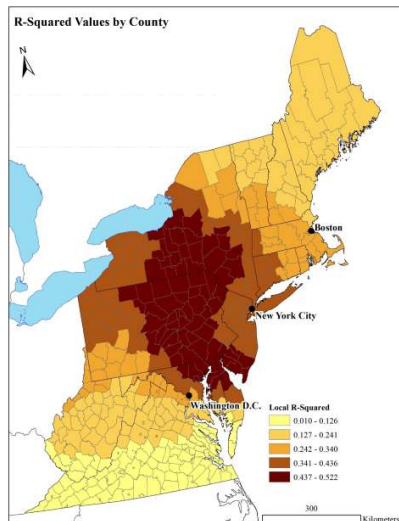 R-Squared Values by County
N
Boston
New York City
Washington D.C.
Local R-Squared
0.010 - 0.126
0.127 - 0.241
0.242 - 0.340
0.341 - 0.436
0.437 - 0.522
300
Kilometers